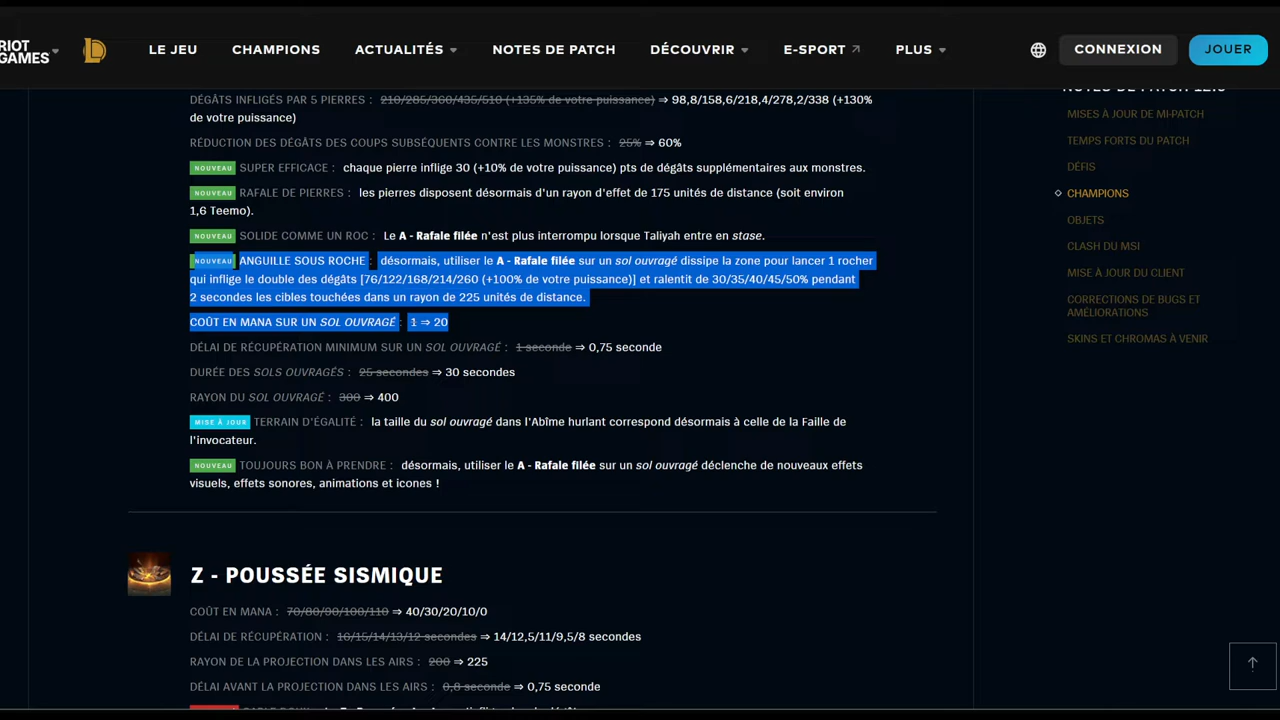 RIOT GAMES LE JEU CHAMPIONS ACTUALITÉS NOTES DE PATCH DÉCOUVRIR E-SPORT PLUS CONNEXION JOUER
DÉGÂTS INFLIGÉS PAR 5 PIERRES : 210/285/360/435/510 (+135% de votre puissance) ⇒ 98,8/158,6/218,4/278,2/338 (+130%
de votre puissance)
RÉDUCTION DES DÉGÂTS DES COUPS SUBSÉQUENTS CONTRE LES MONSTRES : 25% ⇒ 60%
NOUVEAU SUPER EFFICACE : chaque pierre inflige 30 (+10% de votre puissance) pts de dégâts supplémentaires aux monstres.
NOUVEAU RAFALE DE PIERRES : les pierres disposent désormais d'un rayon d'effet de 175 unités de distance (soit environ
1,6 Teemo).
NOUVEAU SOLIDE COMME UN ROC : Le A - Rafale filée n'est plus interrompu lorsque Taliyah entre en stase.
NOUVEAU ANGUILLE SOUS ROCHE : désormais, utiliser le A - Rafale filée sur un sol ouvragé dissipe la zone pour lancer 1 rocher
qui inflige le double des dégâts [76/122/168/214/260 (+100% de votre puissance)] et ralentit de 30/35/40/45/50% pendant
2 secondes les cibles touchées dans un rayon de 225 unités de distance.
COÛT EN MANA SUR UN SOL OUVRAGÉ : 1 ⇒ 20
DÉLAI DE RÉCUPÉRATION MINIMUM SUR UN SOL OUVRAGÉ : 1 seconde ⇒ 0,75 seconde
DURÉE DES SOLS OUVRAGÉS : 25 secondes ⇒ 30 secondes
RAYON DU SOL OUVRAGÉ : 300 ⇒ 400
MISE À JOUR TERRAIN D'ÉGALITÉ : la taille du sol ouvragé dans l'Abîme hurlant correspond désormais à celle de la Faille de
l'invocateur.
NOUVEAU TOUJOURS BON À PRENDRE : désormais, utiliser le A - Rafale filée sur un sol ouvragé déclenche de nouveaux effets
visuels, effets sonores, animations et icones !
Z - POUSSÉE SISMIQUE
COÛT EN MANA : 70/80/90/100/110 ⇒ 40/30/20/10/0
DÉLAI DE RÉCUPÉRATION : 16/15/14/13/12 secondes ⇒ 14/12,5/11/9,5/8 secondes
RAYON DE LA PROJECTION DANS LES AIRS : 200 ⇒ 225
DÉLAI AVANT LA PROJECTION DANS LES AIRS : 0,8 seconde ⇒ 0,75 seconde
MISES À JOUR DE MI-PATCH
TEMPS FORTS DU PATCH
DÉFIS
CHAMPIONS
OBJETS
CLASH DU MSI
MISE À JOUR DU CLIENT
CORRECTIONS DE BUGS ET
AMÉLIORATIONS
SKINS ET CHROMAS À VENIR